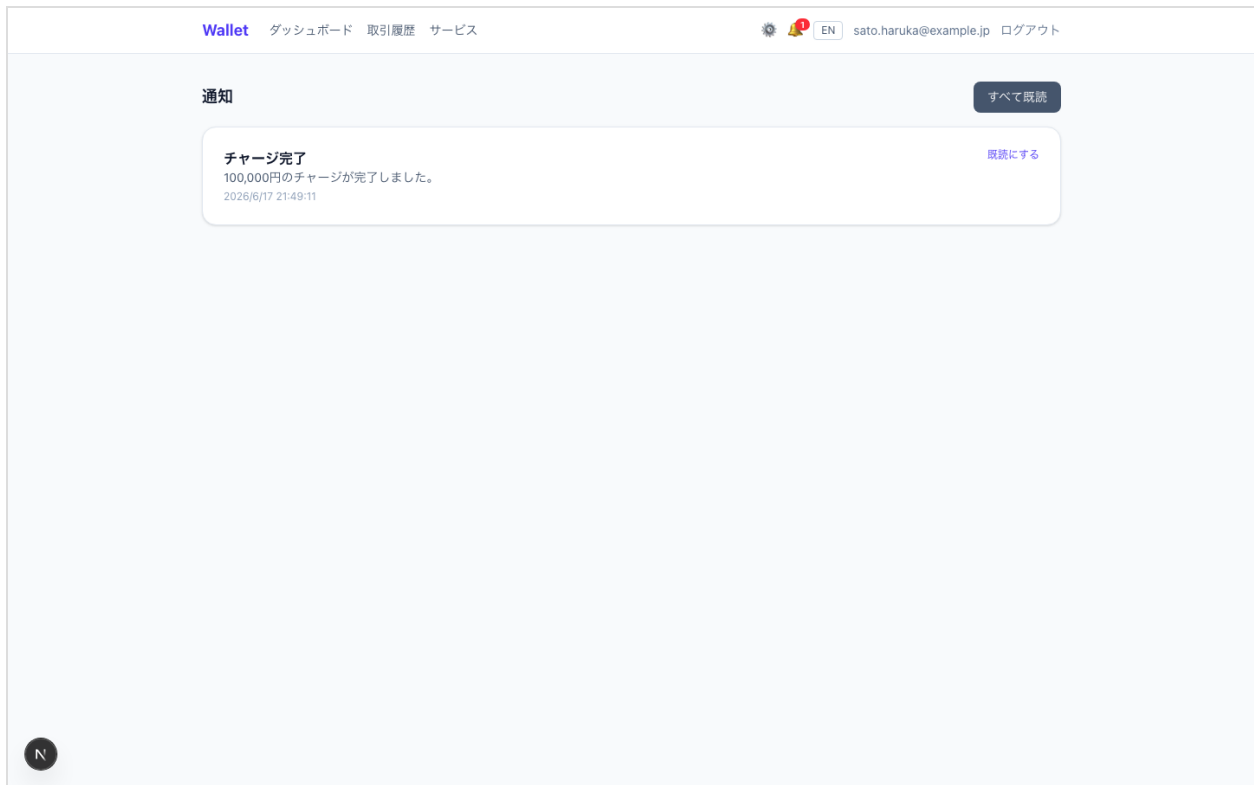 Wallet ダッシュボード 取引履歴 サービス 1 EN sato.haruka@example.jp ログアウト
通知 すべて既読
チャージ完了 既読にする
100,000円のチャージが完了しました。
2026/6/17 21:49:11
N